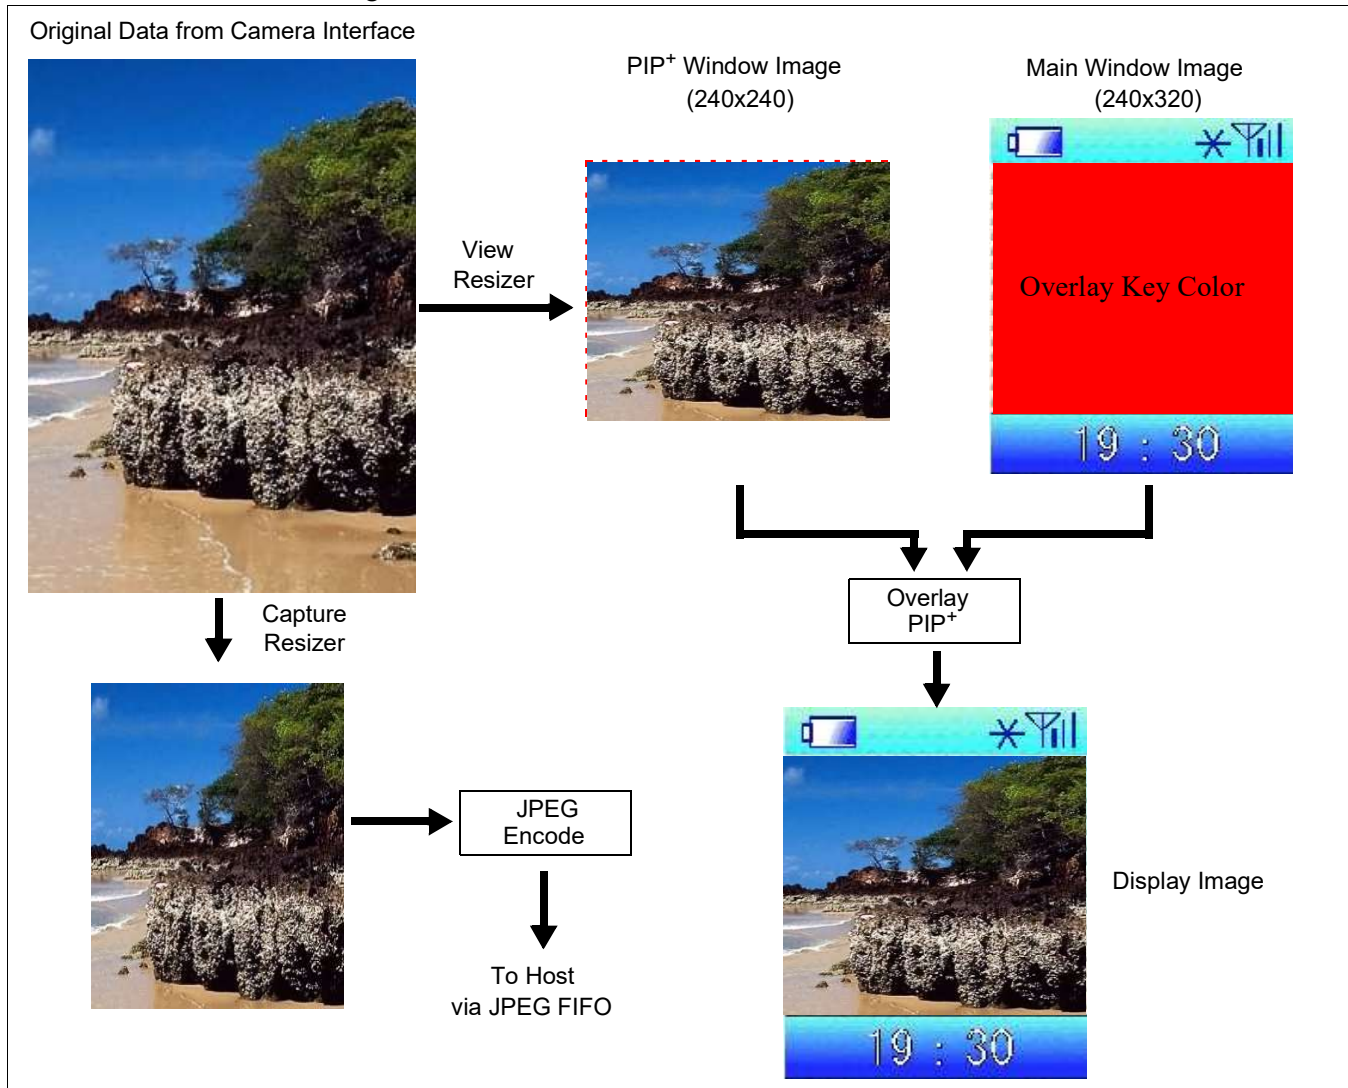 Original Data from Camera Interface
PIP+ Window Image
(240x240)
Main Window Image
(240x320)
View
Resizer
Overlay Key Color
19 : 30
Capture
Resizer
Overlay
PIP+
JPEG
Encode
To Host
via JPEG FIFO
Display Image
19 : 30